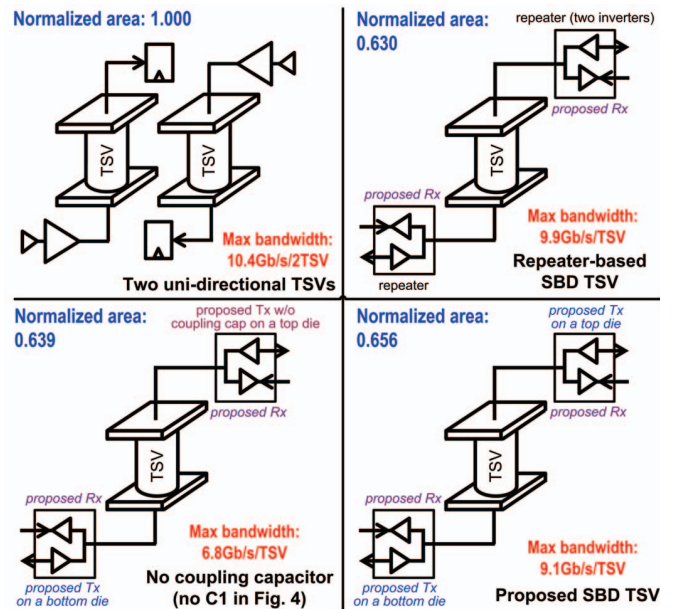 Normalized area: 1.000
TSV
TSV
Max bandwidth:
10.4Gb/s/2TSV
Two uni-directional TSVs
Normalized area:
0.630
repeater (two inverters)
proposed Rx
TSV
proposed Rx
repeater
Max bandwidth:
9.9Gb/s/TSV
Repeater-based
SBD TSV
Normalized area:
0.639
proposed Tx w/o
coupling cap on a top die
proposed Rx
TSV
proposed Rx
proposed Tx
on a bottom die
Max bandwidth:
6.8Gb/s/TSV
No coupling capacitor
(no C1 in Fig. 4)
Normalized area:
0.656
proposed Tx
on a top die
proposed Rx
TSV
proposed Rx
proposed Tx
on a bottom die
Max bandwidth:
9.1Gb/s/TSV
Proposed SBD TSV